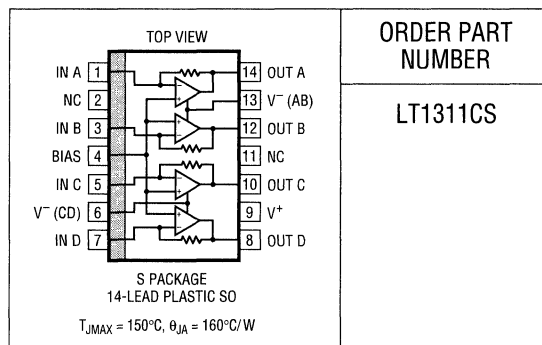 TOP VIEW
IN A 1
14 OUT A
NC 2
13 V⁻ (AB)
IN B 3
12 OUT B
BIAS 4
11 NC
IN C 5
10 OUT C
V⁻ (CD) 6
9 V⁺
IN D 7
8 OUT D
S PACKAGE
14-LEAD PLASTIC SO
TJMAX = 150°C, θJA = 160°C/W
ORDER PART
NUMBER
LT1311CS